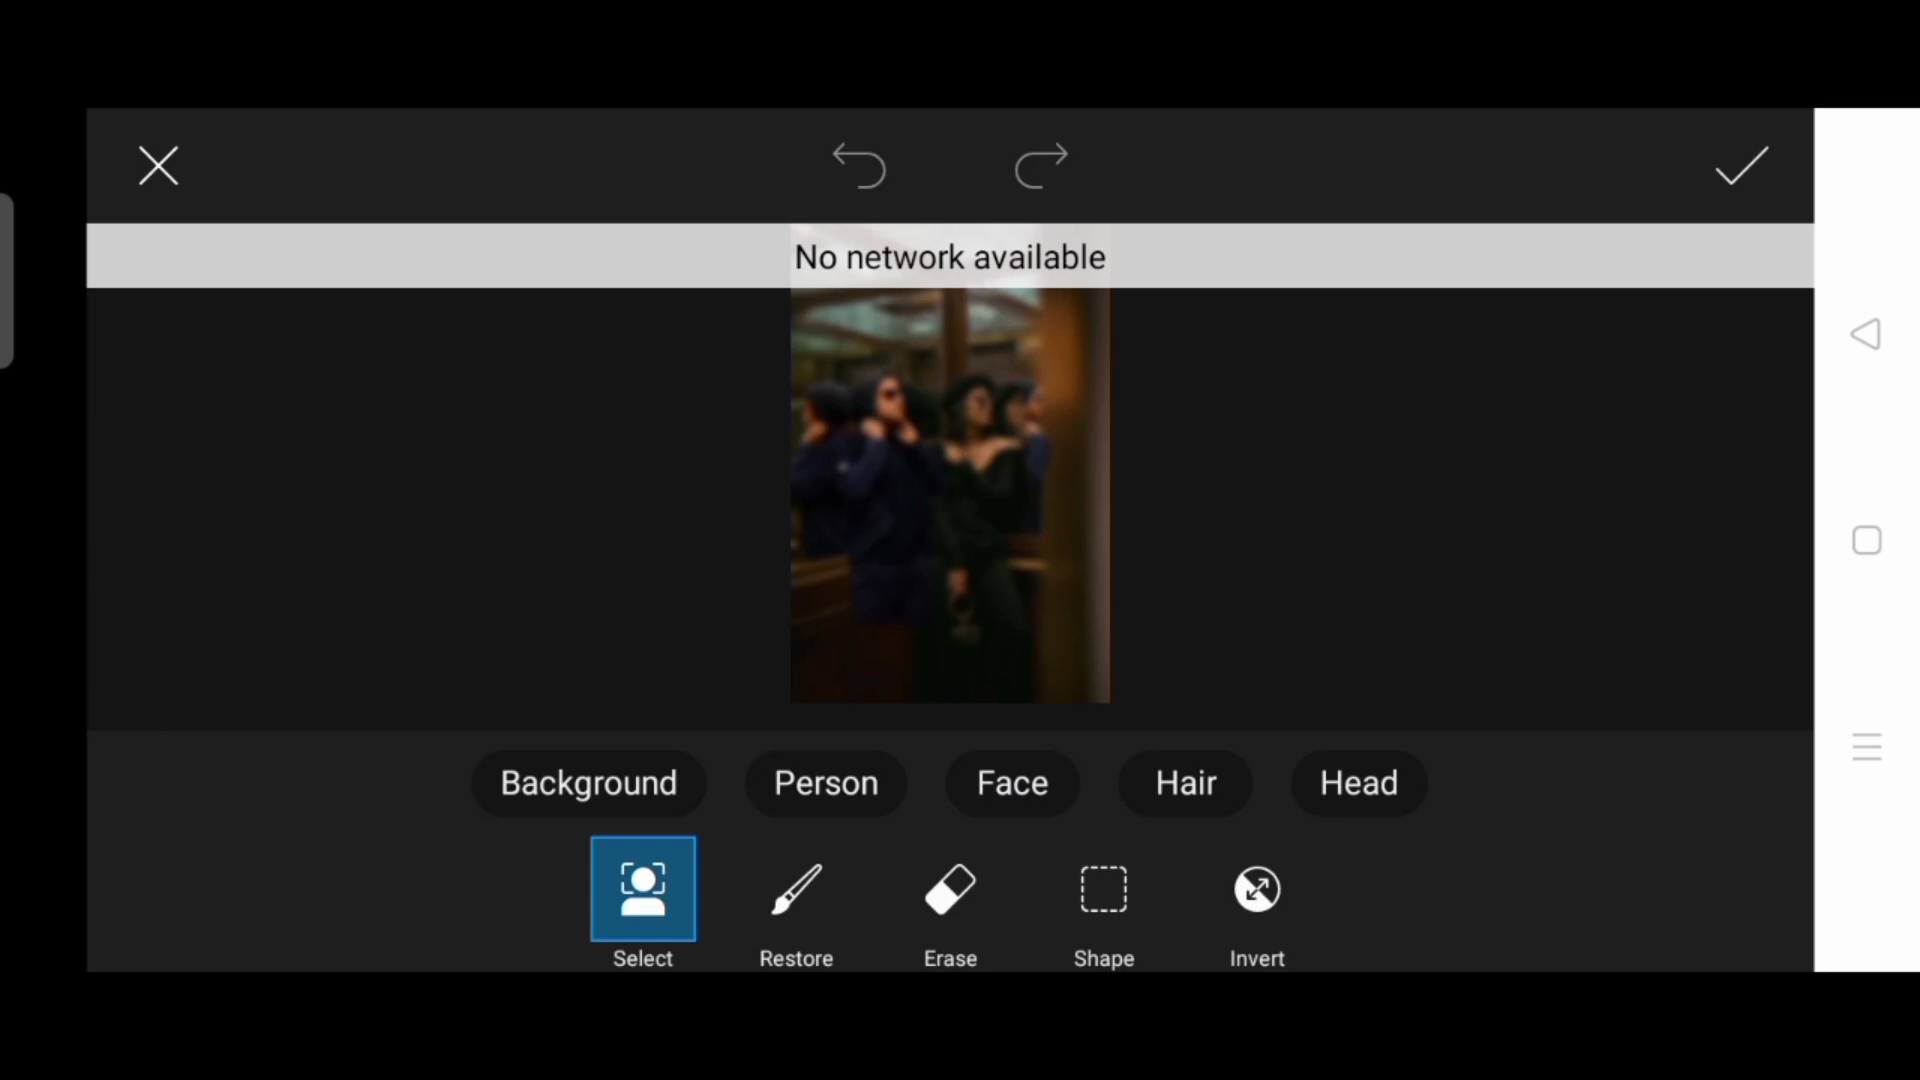 No network available
Background Person Face Hair Head
Select Restore Erase Shape Invert